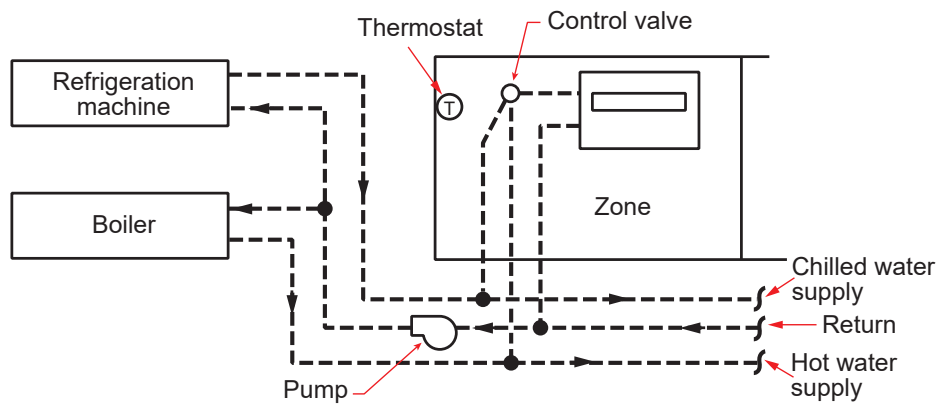 Control valve
Thermostat
Refrigeration
machine
T
Boiler
Zone
Chilled water
supply
Return
Hot water
supply
Pump